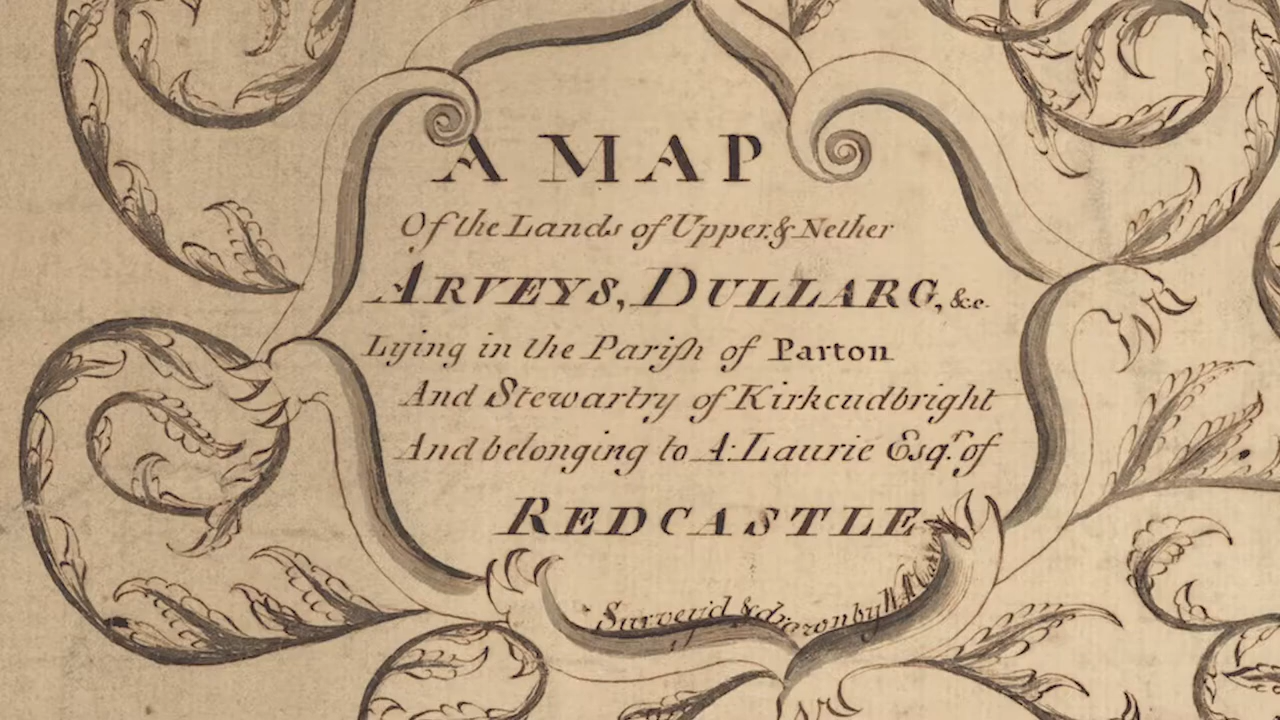 A MAP
Of the Lands of Upper & Nether
ARVEYS, DULLARG, &c.
Lying in the Pariſh of Parton
And Stewartry of Kirkcudbright
And belonging to A: Laurie Esqr. of
REDCASTLE
Survey'd & drawn by